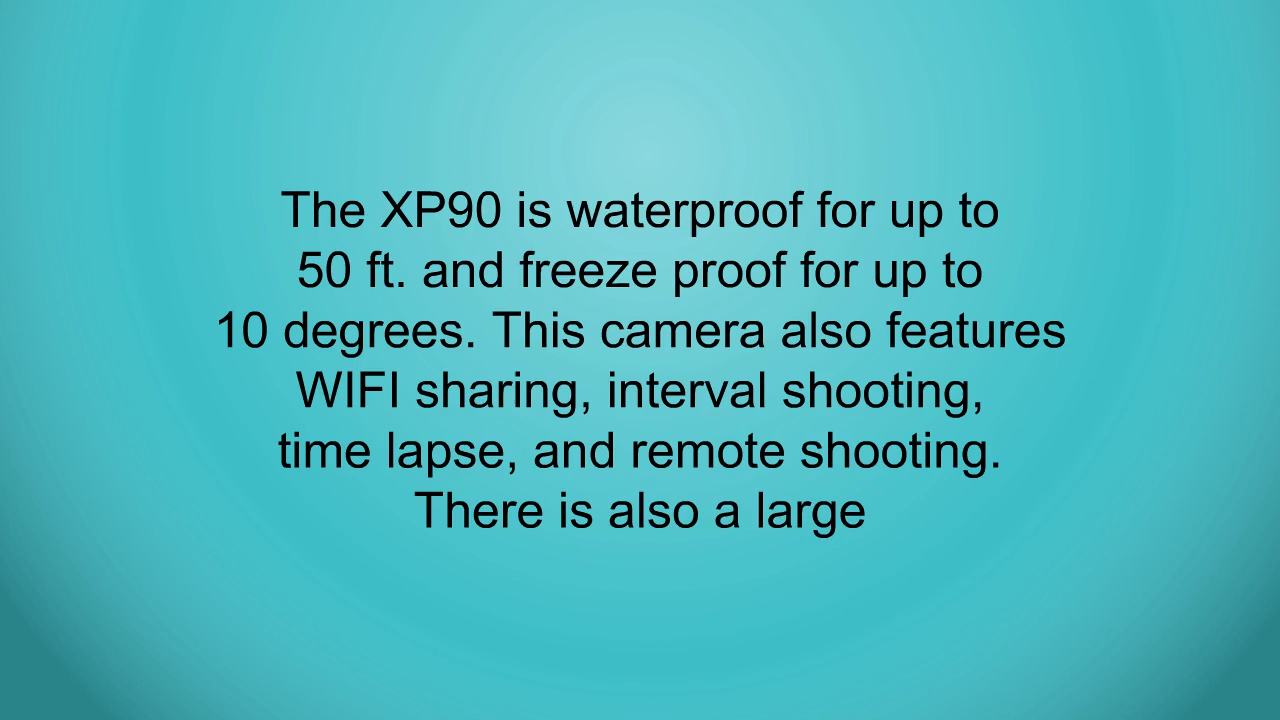 The XP90 is waterproof for up to
50 ft. and freeze proof for up to
10 degrees. This camera also features
WIFI sharing, interval shooting,
time lapse, and remote shooting.
There is also a large